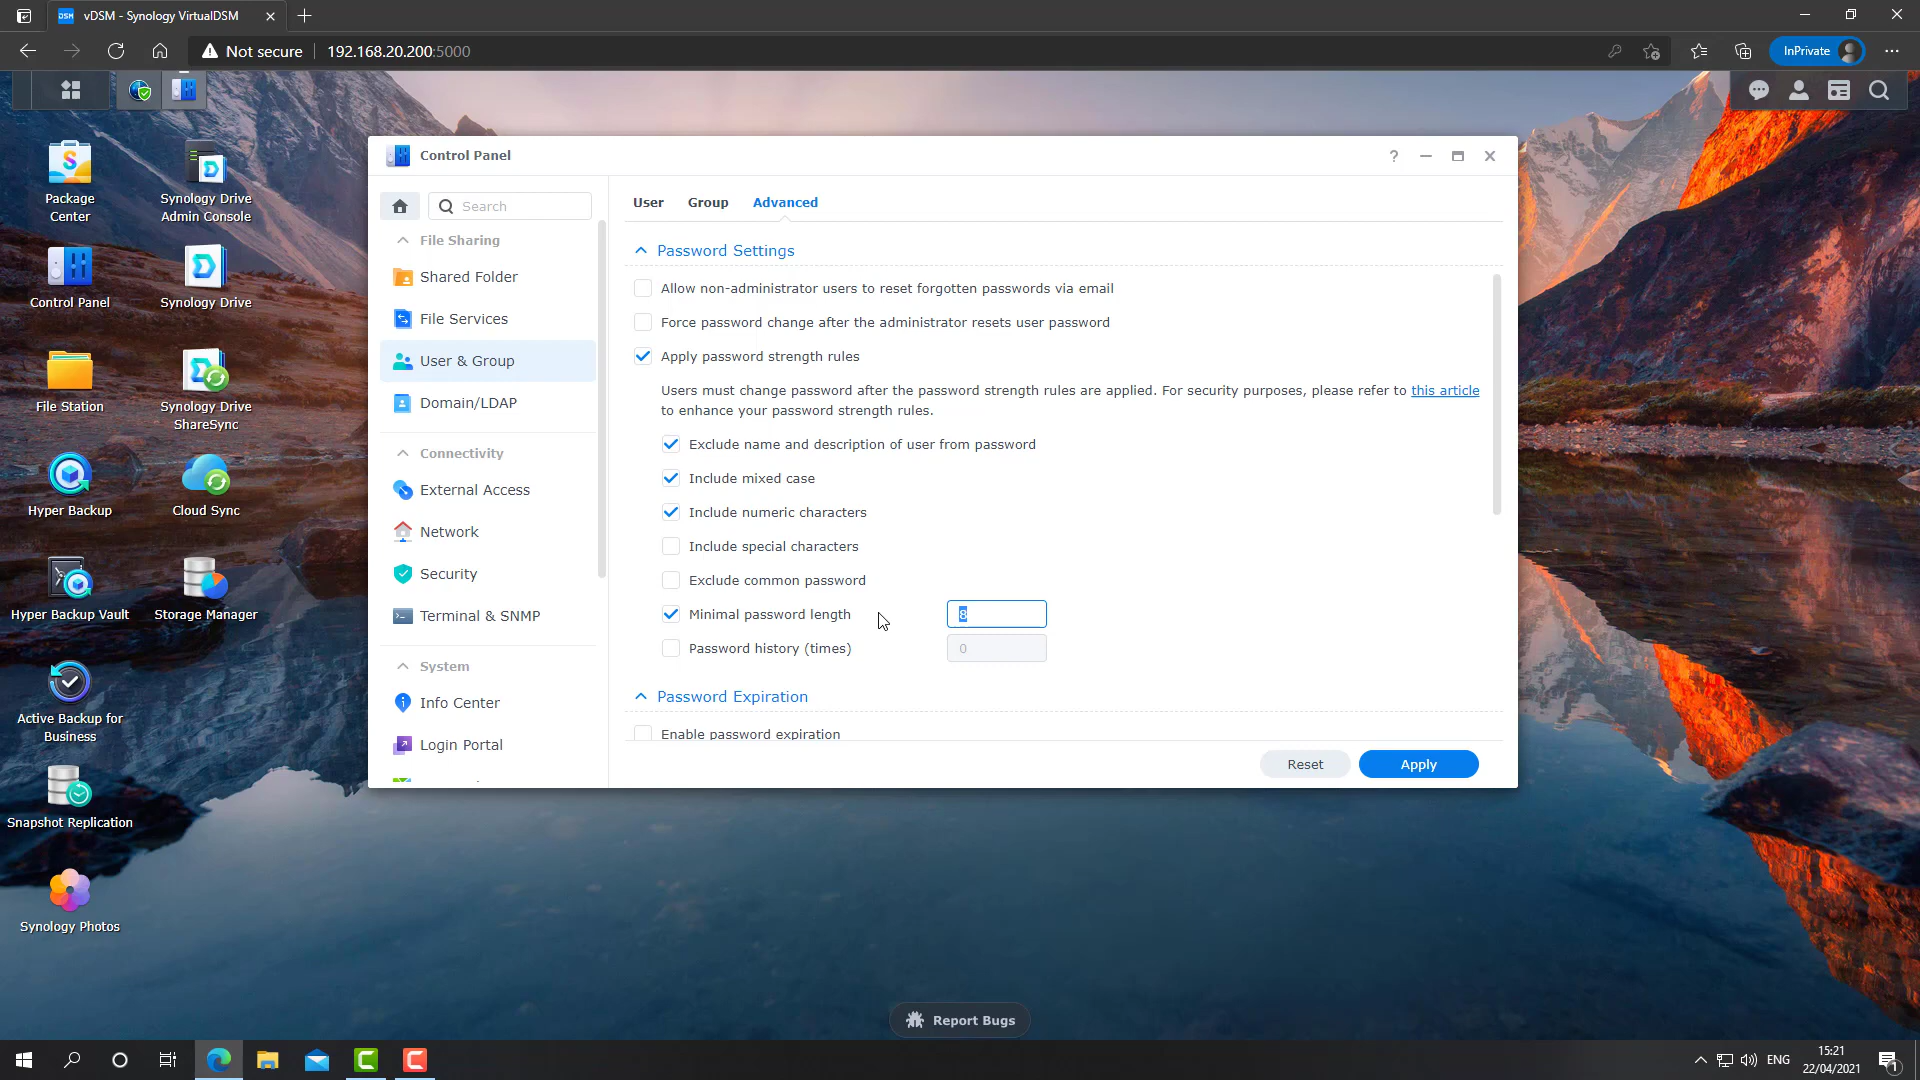 vDSM - Synology VirtualDSM
Not secure
192.168.20.200:5000
InPrivate
Package
Center
Synology Drive
Admin Console
Control Panel
Synology Drive
File Station
Synology Drive
ShareSync
Hyper Backup
Cloud Sync
Hyper Backup Vault
Storage Manager
Active Backup for
Business
Snapshot Replication
Synology Photos
Control Panel
Search
File Sharing
Shared Folder
File Services
User & Group
Domain/LDAP
Connectivity
External Access
Network
Security
Terminal & SNMP
System
Info Center
Login Portal
User
Group
Advanced
Password Settings
Allow non-administrator users to reset forgotten passwords via email
Force password change after the administrator resets user password
Apply password strength rules
Users must change password after the password strength rules are applied. For security purposes, please refer to this article
to enhance your password strength rules.
Exclude name and description of user from password
Include mixed case
Include numeric characters
Include special characters
Exclude common password
Minimal password length
8
Password history (times)
0
Password Expiration
Enable password expiration
Reset
Apply
Report Bugs
ENG
15:21
22/04/2021
1